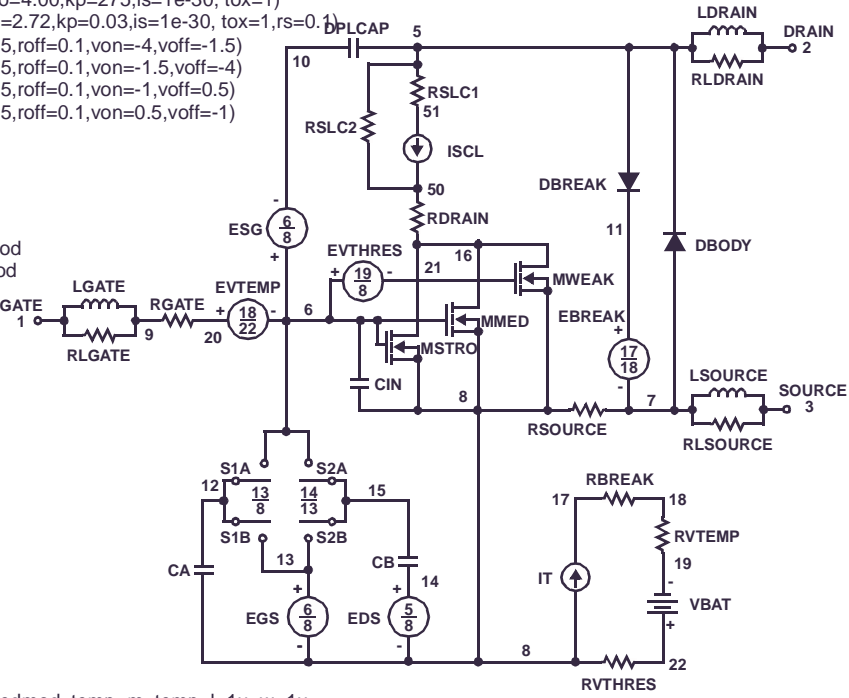 o=4.00,kp=275,is=1e-30, tox=1)
=2.72,kp=0.03,is=1e-30, tox=1,rs=0.1)
5,roff=0.1,von=-4,voff=-1.5)
5,roff=0.1,von=-1.5,voff=-4)
5,roff=0.1,von=-1,voff=0.5)
5,roff=0.1,von=0.5,voff=-1)
od
od
DPLCAP
5
LDRAIN
DRAIN
2
RLDRAIN
10
RSLC1
51
RSLC2
ISCL
50
RDRAIN
DBREAK
11
DBODY
-
ESG
6
8
+
EVTHRES
+
19
8
-
21
16
MWEAK
LGATE
GATE
1
RLGATE
9
RGATE
20
EVTEMP
+
18
22
-
6
MMED
MSTRO
CIN
EBREAK
+
17
18
-
8
RSOURCE
7
LSOURCE
SOURCE
3
RLSOURCE
12
S1A
S2A
13
8
14
13
15
S1B
S2B
13
CA
CB
14
+
EGS
6
8
-
+
EDS
5
8
-
8
RBREAK
17
18
RVTEMP
19
-
IT
VBAT
+
22
RVTHRES